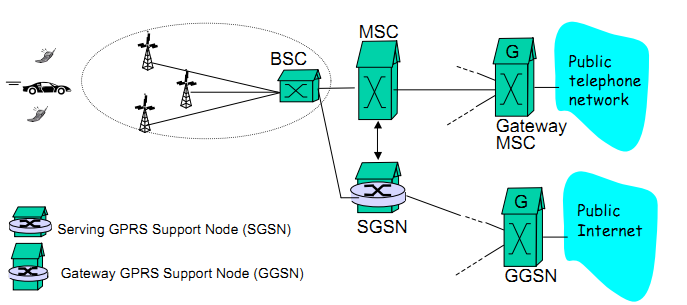 MSC
BSC
G
Public
telephone
network
Gateway
MSC
SGSN
G
Public
Internet
GGSN
Serving GPRS Support Node (SGSN)
Gateway GPRS Support Node (GGSN)